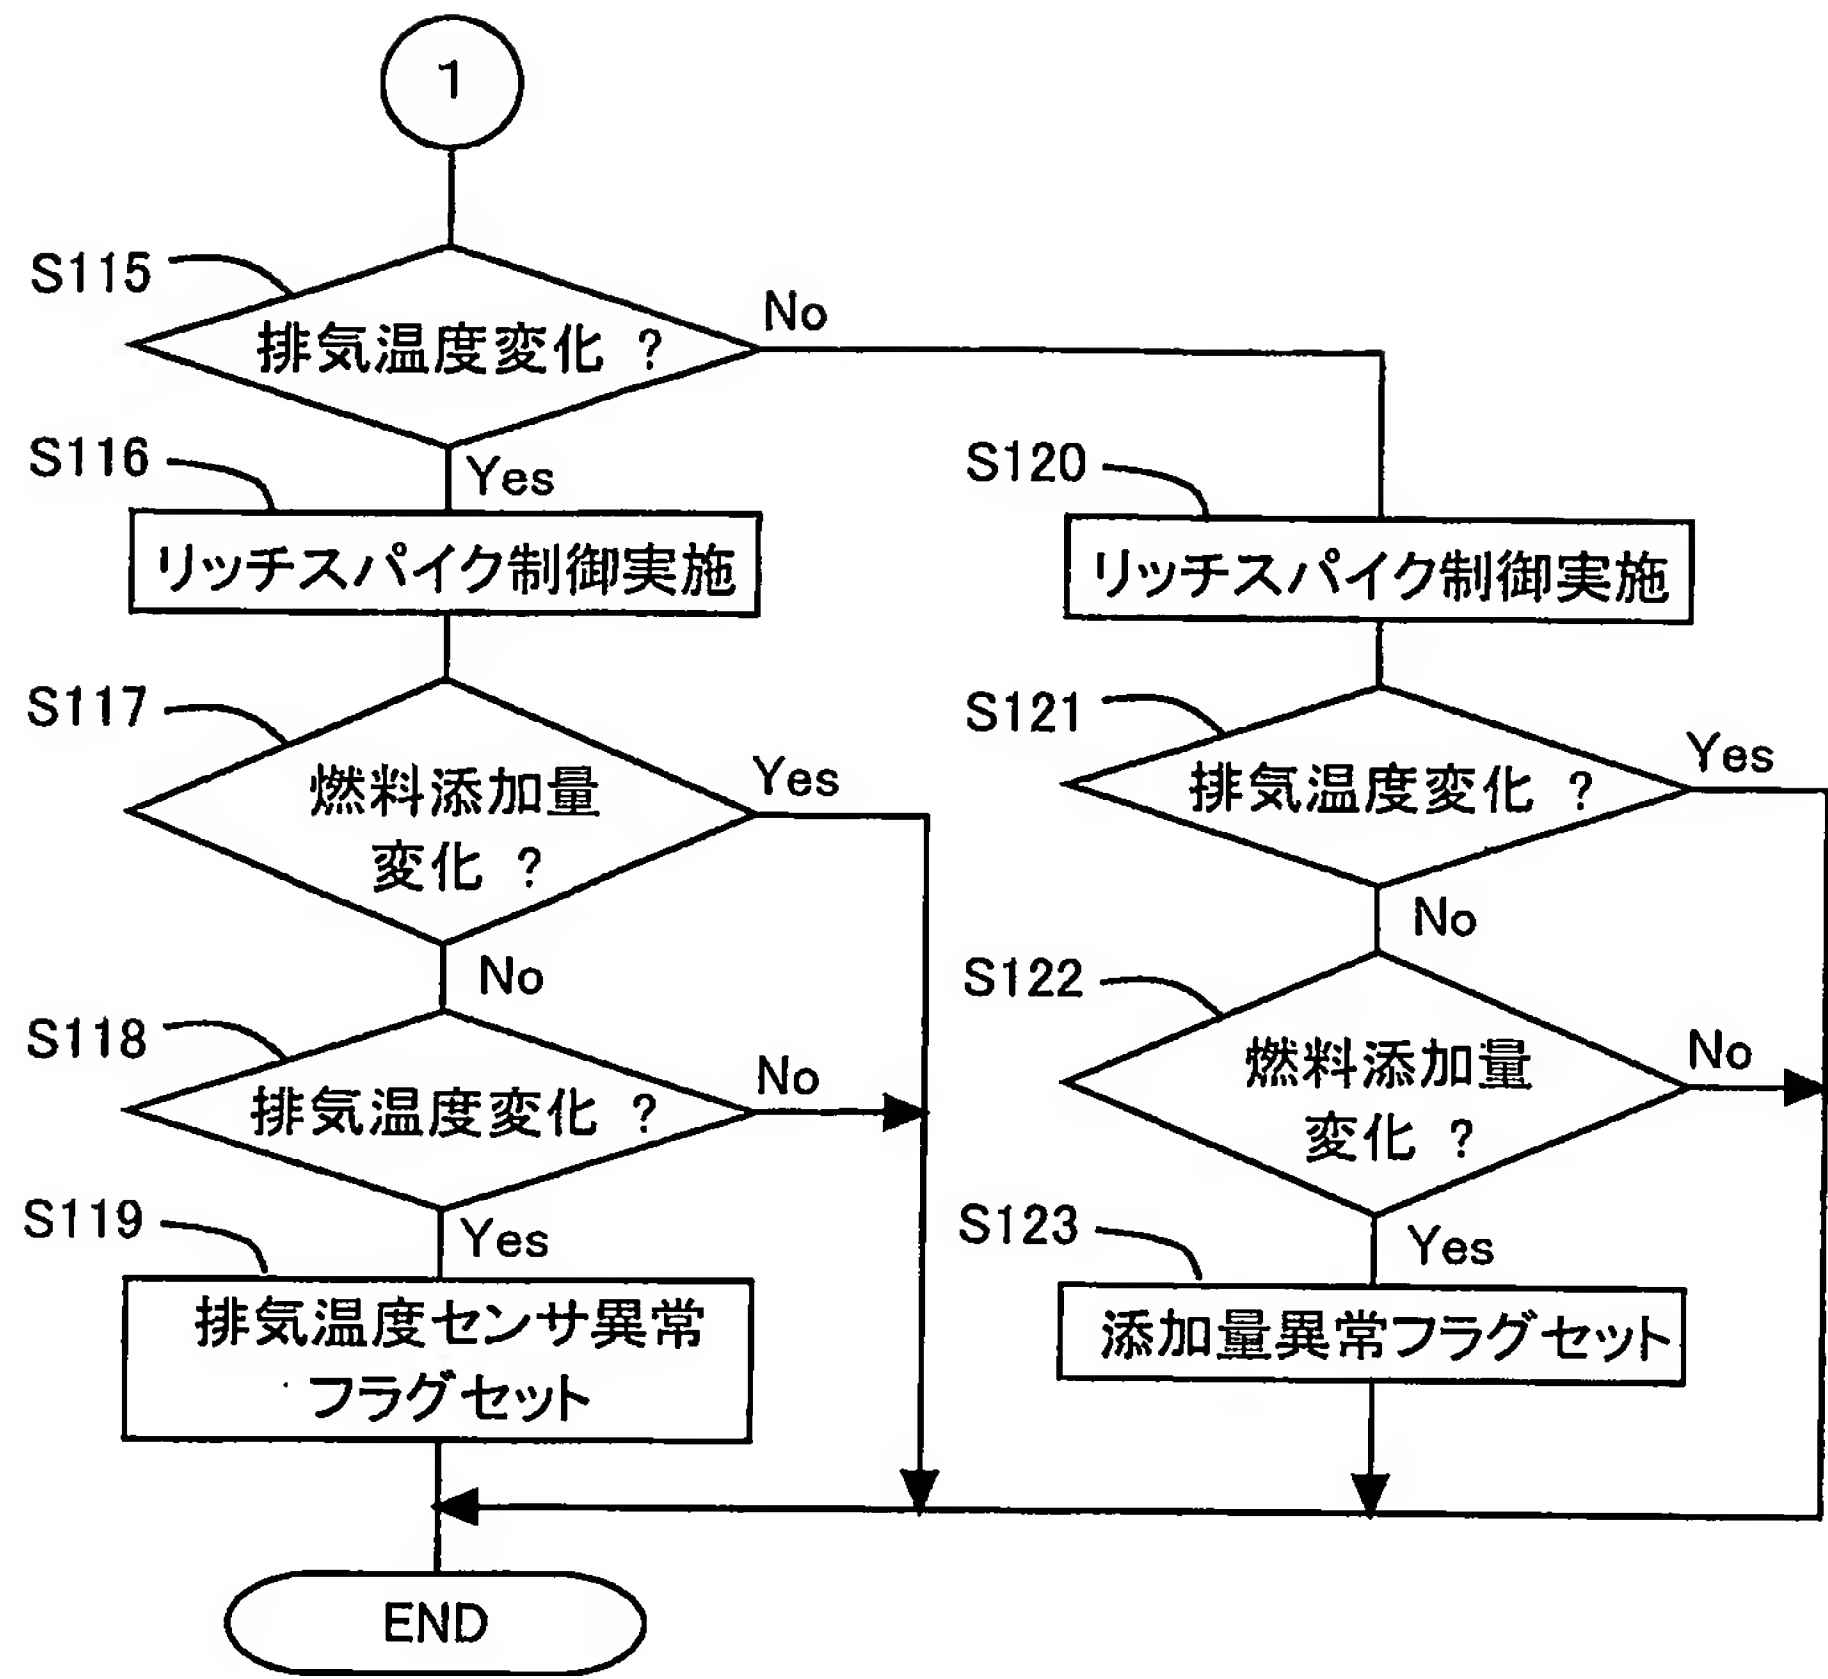 1
S115
排気温度変化 ?
No
Yes
S116
リッチスパイク制御実施
S117
燃料添加量
変化 ?
Yes
No
S118
排気温度変化 ?
No
Yes
S119
排気温度センサ異常
フラグセット
S120
リッチスパイク制御実施
S121
排気温度変化 ?
Yes
No
S122
燃料添加量
変化 ?
No
Yes
S123
添加量異常フラグセット
END